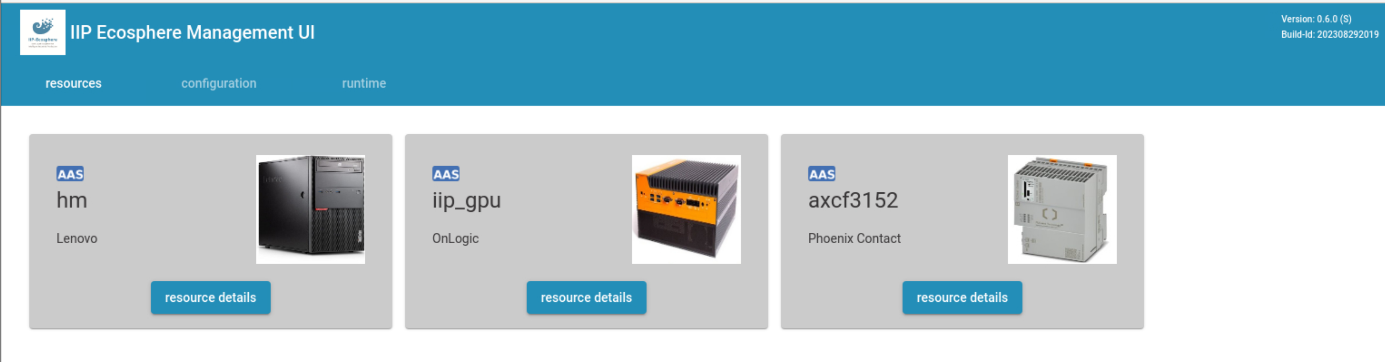 IIP Ecosphere Management UI
Version: 0.6.0 (S)
Build-Id: 202308292019
resources configuration runtime
AAS
hm
Lenovo
resource details
AAS
iip_gpu
OnLogic
resource details
AAS
axcf3152
Phoenix Contact
resource details